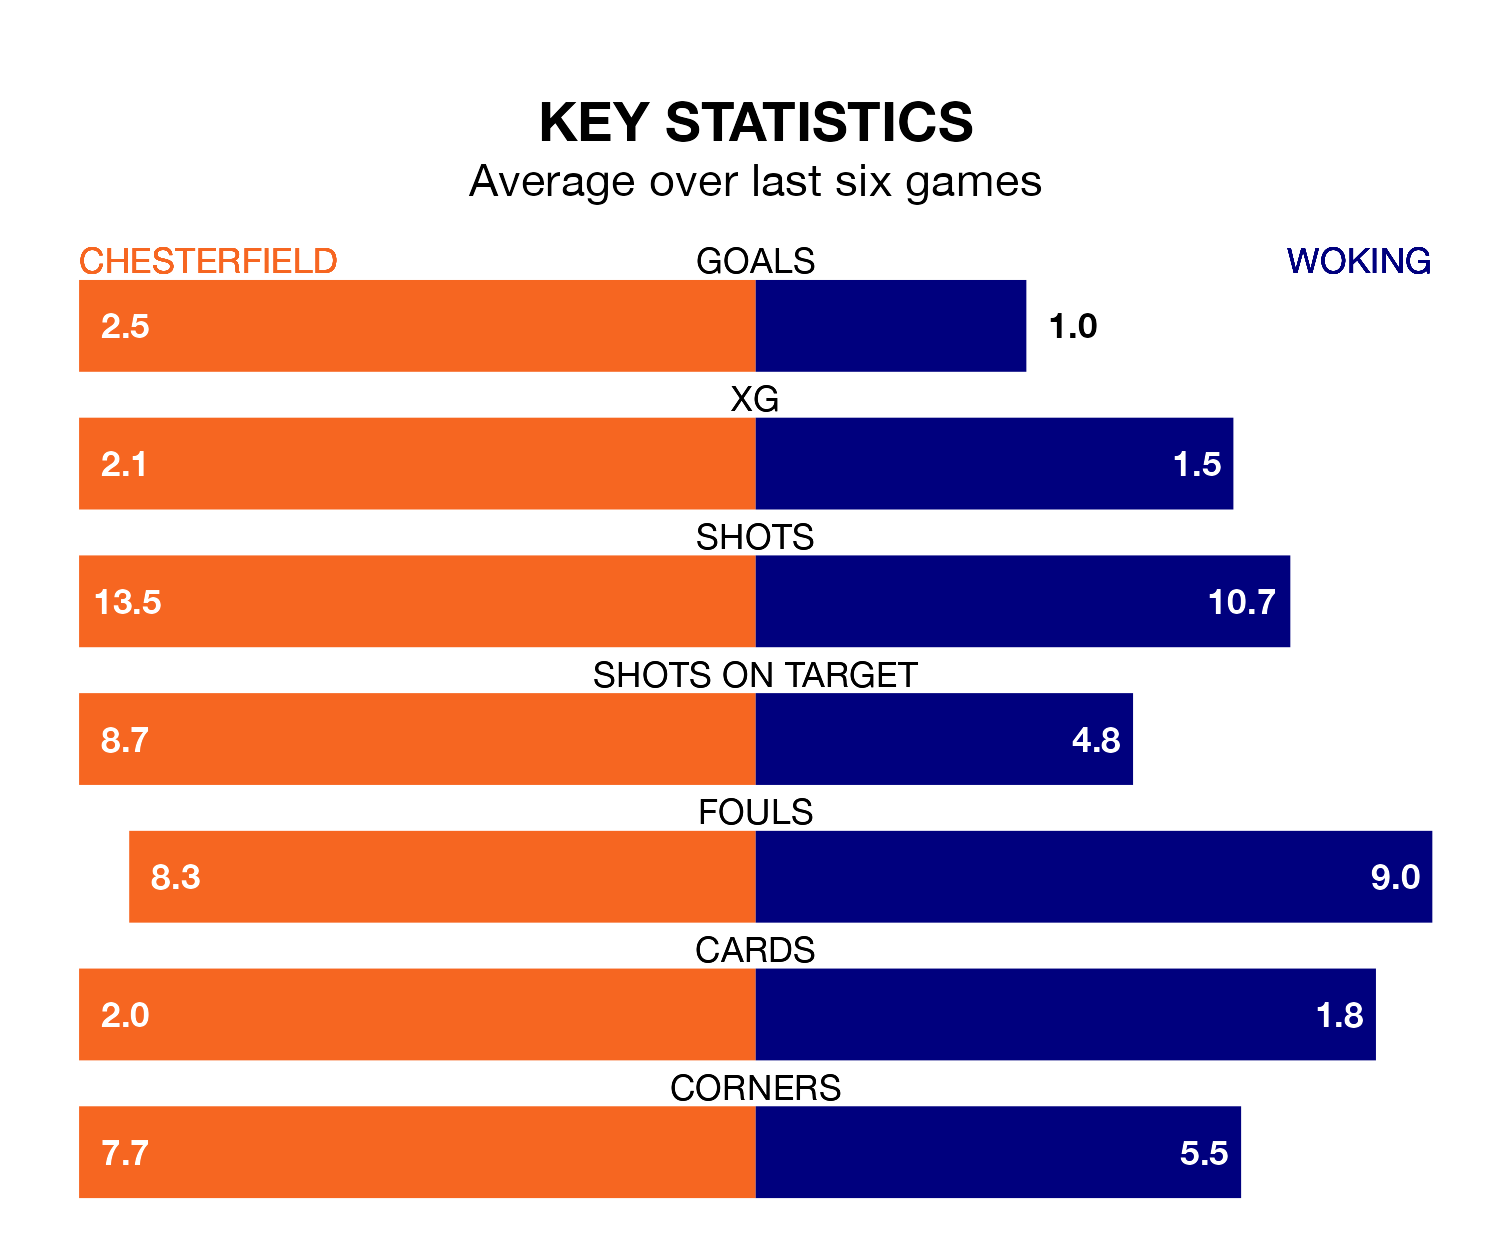 KEY STATISTICS
Average over last six games
CHESTERFIELD GOALS WOKING
2.5 1.0
XG
2.1 1.5
SHOTS
13.5 10.7
SHOTS ON TARGET
8.7 4.8
FOULS
8.3 9.0
CARDS
2.0 1.8
CORNERS
7.7 5.5